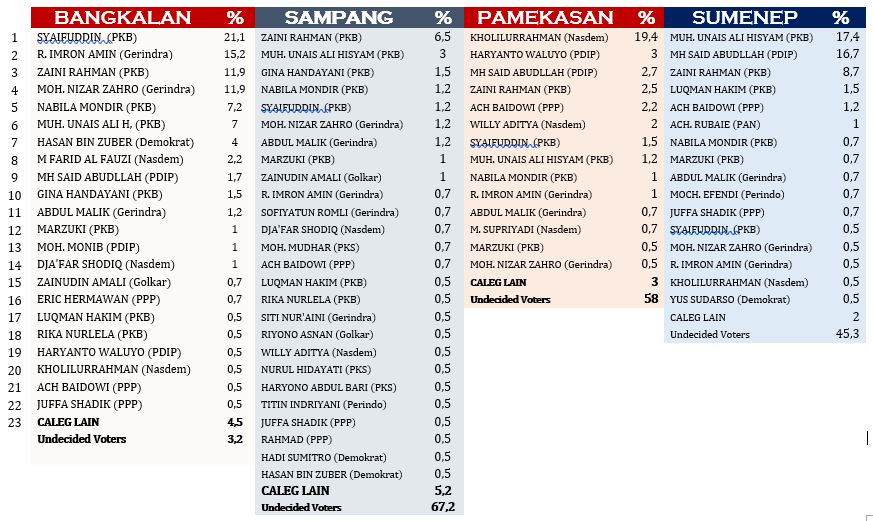 BANGKALAN % SAMPANG % PAMEKASAN % SUMENEP %
1 SYAIFUDDIN (PKB) 21,1 ZAINI RAHMAN (PKB) 6,5 KHOLILURRAHMAN (Nasdem) 19,4 MUH. UNAIS ALI HISYAM (PKB) 17,4
2 R. IMRON AMIN (Gerindra) 15,2 MUH. UNAIS ALI HISYAM (PKB) 3 HARYANTO WALUYO (PDIP) 3 MH SAID ABUDLLAH (PDIP) 16,7
3 ZAINI RAHMAN (PKB) 11,9 GINA HANDAYANI (PKB) 1,5 MH SAID ABUDLLAH (PDIP) 2,7 ZAINI RAHMAN (PKB) 8,7
4 MOH. NIZAR ZAHRO (Gerindra) 11,9 NABILA MONDIR (PKB) 1,2 ZAINI RAHMAN (PKB) 2,5 LUQMAN HAKIM (PKB) 1,5
5 NABILA MONDIR (PKB) 7,2 SYAIFUDDIN (PKB) 1,2 ACH BAIDOWI (PPP) 2,2 ACH BAIDOWI (PPP) 1,2
6 MUH. UNAIS ALI H, (PKB) 7 MOH. NIZAR ZAHRO (Gerindra) 1,2 WILLY ADITYA (Nasdem) 2 ACH. RUBAIE (PAN) 1
7 HASAN BIN ZUBER (Demokrat) 4 ABDUL MALIK (Gerindra) 1,2 SYAIFUDDIN (PKB) 1,5 NABILA MONDIR (PKB) 0,7
8 M FARID AL FAUZI (Nasdem) 2,2 MARZUKI (PKB) 1 MUH. UNAIS ALI HISYAM (PKB) 1,2 MARZUKI (PKB) 0,7
9 MH SAID ABUDLLAH (PDIP) 1,7 ZAINUDIN AMALI (Golkar) 1 NABILA MONDIR (PKB) 1 ABDUL MALIK (Gerindra) 0,7
10 GINA HANDAYANI (PKB) 1,5 R. IMRON AMIN (Gerindra) 0,7 R. IMRON AMIN (Gerindra) 1 MOCH. EFENDI (Perindo) 0,7
11 ABDUL MALIK (Gerindra) 1,2 SOFIYATUN ROMLI (Gerindra) 0,7 ABDUL MALIK (Gerindra) 0,7 JUFFA SHADIK (PPP) 0,7
12 MARZUKI (PKB) 1 DJA'FAR SHODIQ (Nasdem) 0,7 M. SUPRIYADI (Nasdem) 0,7 SYAIFUDDIN (PKB) 0,5
13 MOH. MONIB (PDIP) 1 MOH. MUDHAR (PKS) 0,7 MARZUKI (PKB) 0,5 MOH. NIZAR ZAHRO (Gerindra) 0,5
14 DJA'FAR SHODIQ (Nasdem) 1 ACH BAIDOWI (PPP) 0,7 MOH. NIZAR ZAHRO (Gerindra) 0,5 R. IMRON AMIN (Gerindra) 0,5
15 ZAINUDIN AMALI (Golkar) 0,7 LUQMAN HAKIM (PKB) 0,5 CALEG LAIN 3 KHOLILURRAHMAN (Nasdem) 0,5
16 ERIC HERMAWAN (PPP) 0,7 RIKA NURLELA (PKB) 0,5 Undecided Voters 58 YUS SUDARSO (Demokrat) 0,5
17 LUQMAN HAKIM (PKB) 0,5 SITI NUR'AINI (Gerindra) 0,5 CALEG LAIN 2
18 RIKA NURLELA (PKB) 0,5 RIYONO ASNAN (Golkar) 0,5 Undecided Voters 45,3
19 HARYANTO WALUYO (PDIP) 0,5 WILLY ADITYA (Nasdem) 0,5
20 KHOLILURRAHMAN (Nasdem) 0,5 NURUL HIDAYATI (PKS) 0,5
21 ACH BAIDOWI (PPP) 0,5 HARYONO ABDUL BARI (PKS) 0,5
22 JUFFA SHADIK (PPP) 0,5 TITIN INDRIYANI (Perindo) 0,5
23 CALEG LAIN 4,5 JUFFA SHADIK (PPP) 0,5
Undecided Voters 3,2 RAHMAD (PPP) 0,5
HADI SUMITRO (Demokrat) 0,5
HASAN BIN ZUBER (Demokrat) 0,5
CALEG LAIN 5,2
Undecided Voters 67,2